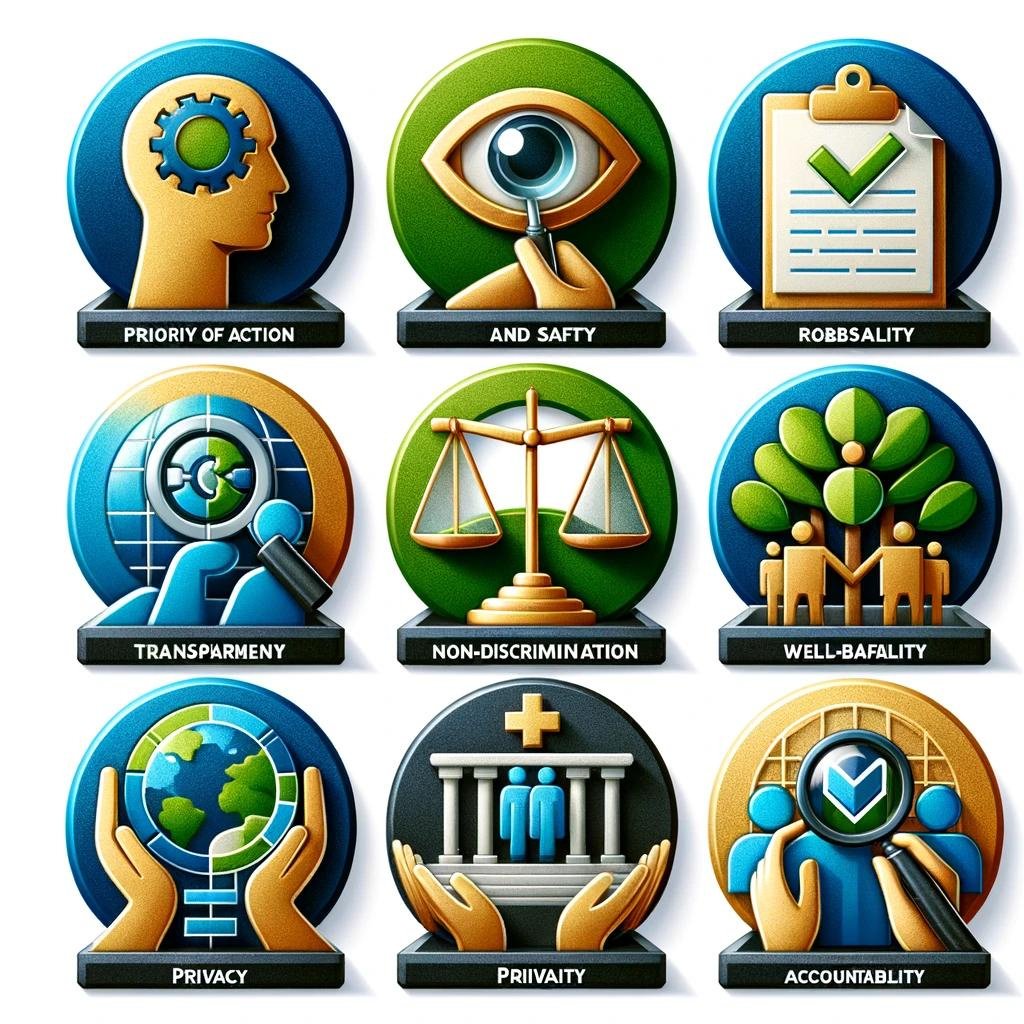 PRIORIY OF ACTION
AND SAFTY
ROBBSALITY
TRANSPARMENY
NON-DISCRIMINATION
WELL-BAFALITY
PRIVACY
PRIIVAITY
ACCOUNTABLITY